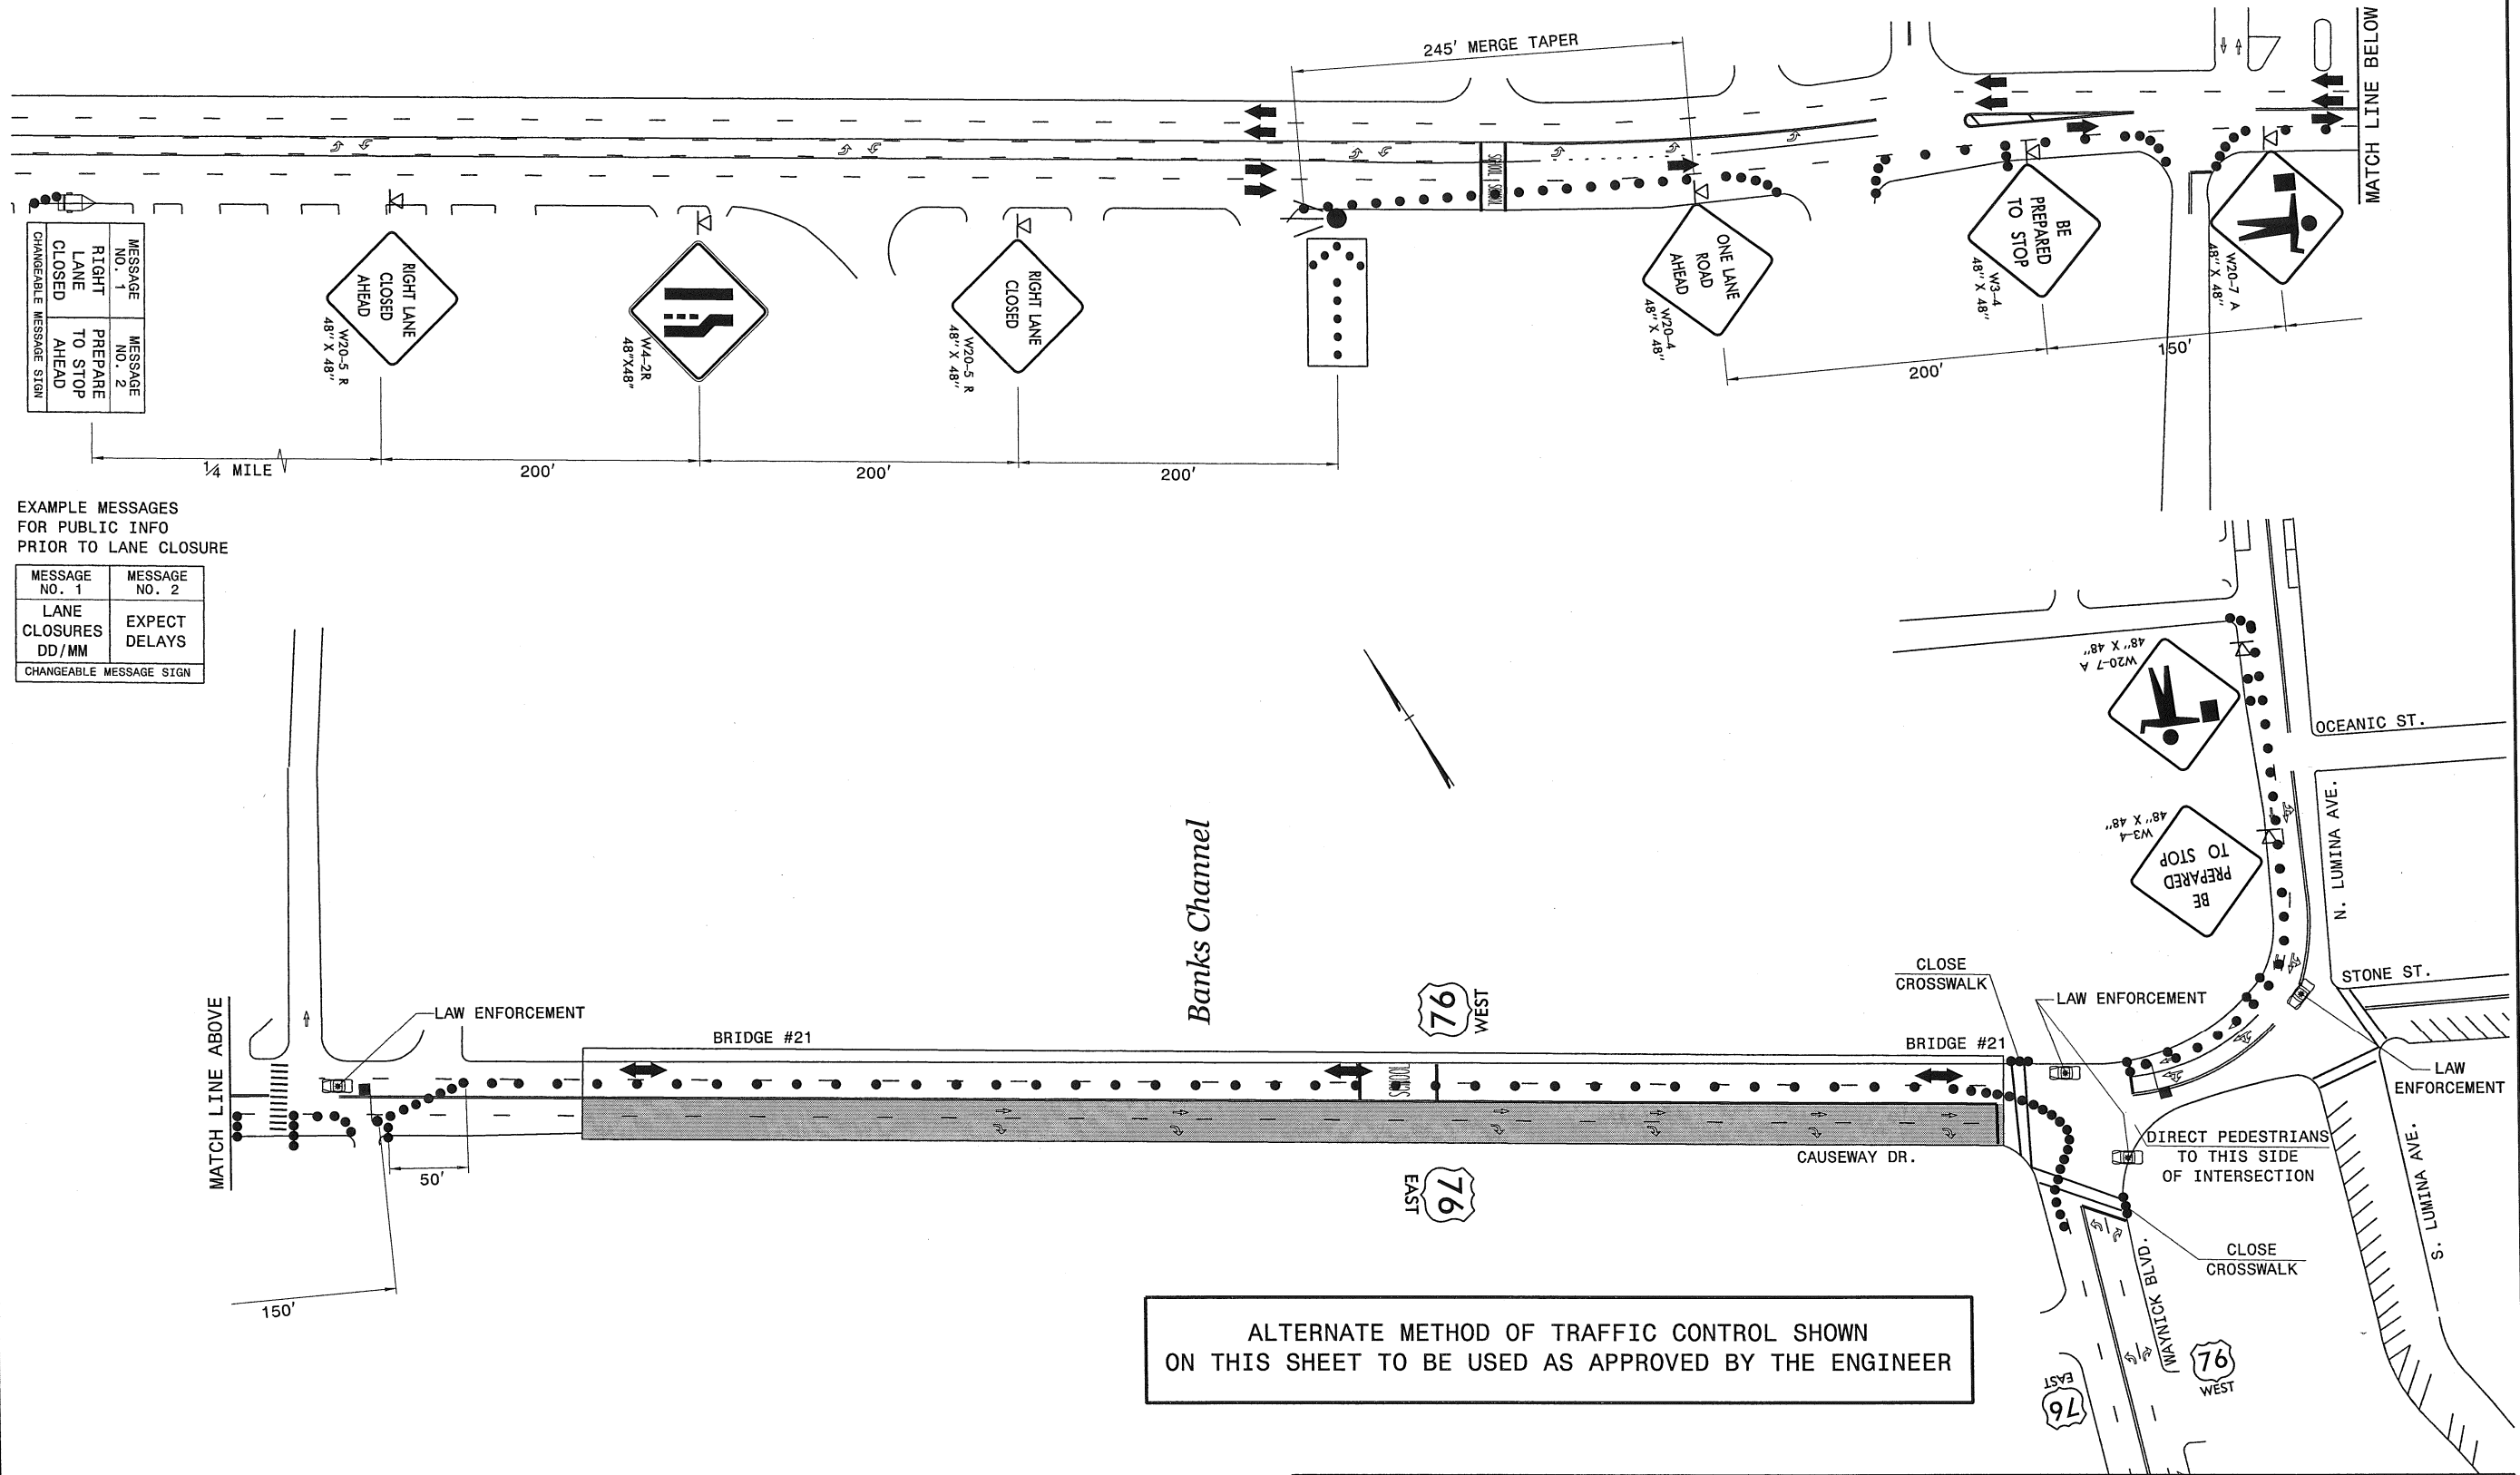 245' MERGE TAPER
MATCH LINE BELOW
SCHOOL
SCHOOL
MESSAGE
NO. 1
RIGHT
LANE
CLOSED
MESSAGE
NO. 2
PREPARE
TO STOP
AHEAD
CHANGEABLE MESSAGE SIGN
RIGHT LANE
CLOSED
AHEAD
W20-5 R
48" X 48"
W4-2R
48"X48"
RIGHT LANE
CLOSED
W20-5 R
48" X 48"
ONE LANE
ROAD
AHEAD
W20-4
48" X 48"
BE
PREPARED
TO STOP
W3-4
48" X 48"
W20-7 A
48" X 48"
150'
200'
1/4 MILE
200'
200'
200'
EXAMPLE MESSAGES
FOR PUBLIC INFO
PRIOR TO LANE CLOSURE
MESSAGE
NO. 1
MESSAGE
NO. 2
LANE
CLOSURES
DD/MM
EXPECT
DELAYS
CHANGEABLE MESSAGE SIGN
W20-7 A
48" X 48"
OCEANIC ST.
N. LUMINA AVE.
W3-4
48" X 48"
BE
PREPARED
TO STOP
Banks Channel
CLOSE
CROSSWALK
LAW ENFORCEMENT
STONE ST.
MATCH LINE ABOVE
LAW ENFORCEMENT
76
WEST
BRIDGE #21
BRIDGE #21
SCHOOL
LAW
ENFORCEMENT
DIRECT PEDESTRIANS
TO THIS SIDE
OF INTERSECTION
CAUSEWAY DR.
50'
76
EAST
S. LUMINA AVE.
WAYNICK BLVD.
CLOSE
CROSSWALK
150'
ALTERNATE METHOD OF TRAFFIC CONTROL SHOWN
ON THIS SHEET TO BE USED AS APPROVED BY THE ENGINEER
76
WEST
76
EAST